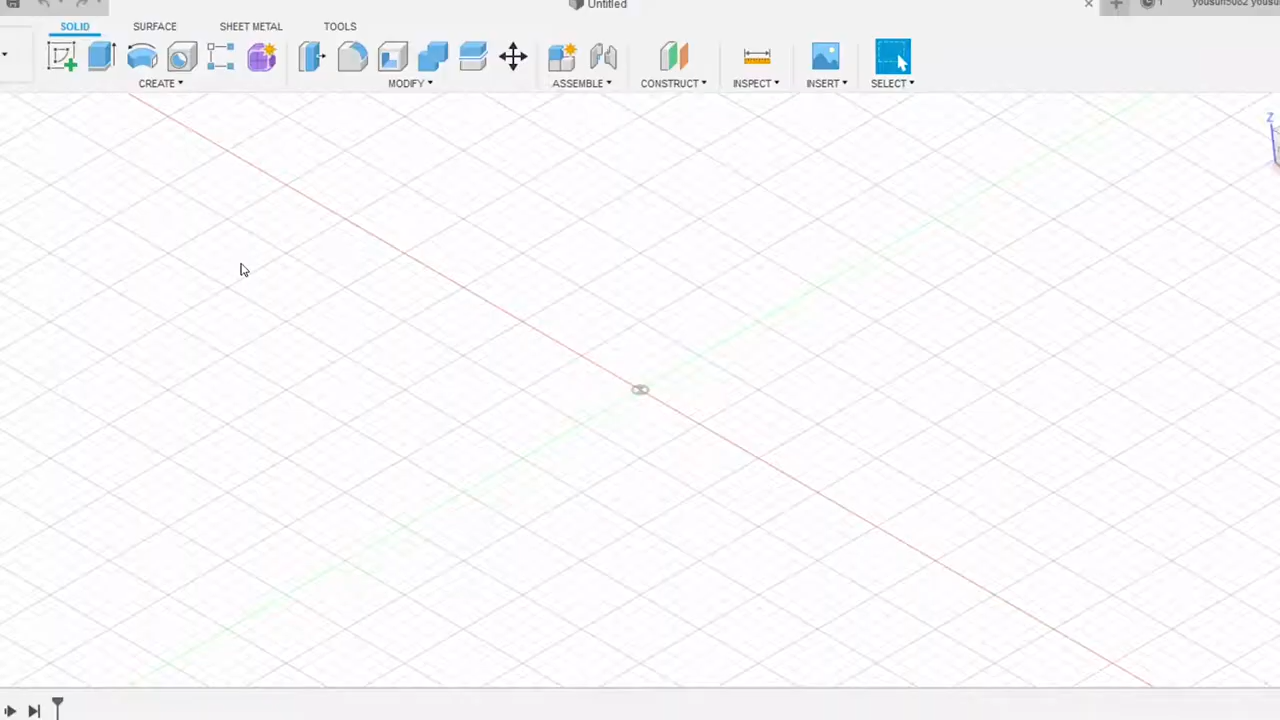 Untitled
SOLID SURFACE SHEET METAL TOOLS
CREATE MODIFY ASSEMBLE CONSTRUCT INSPECT INSERT SELECT
Z